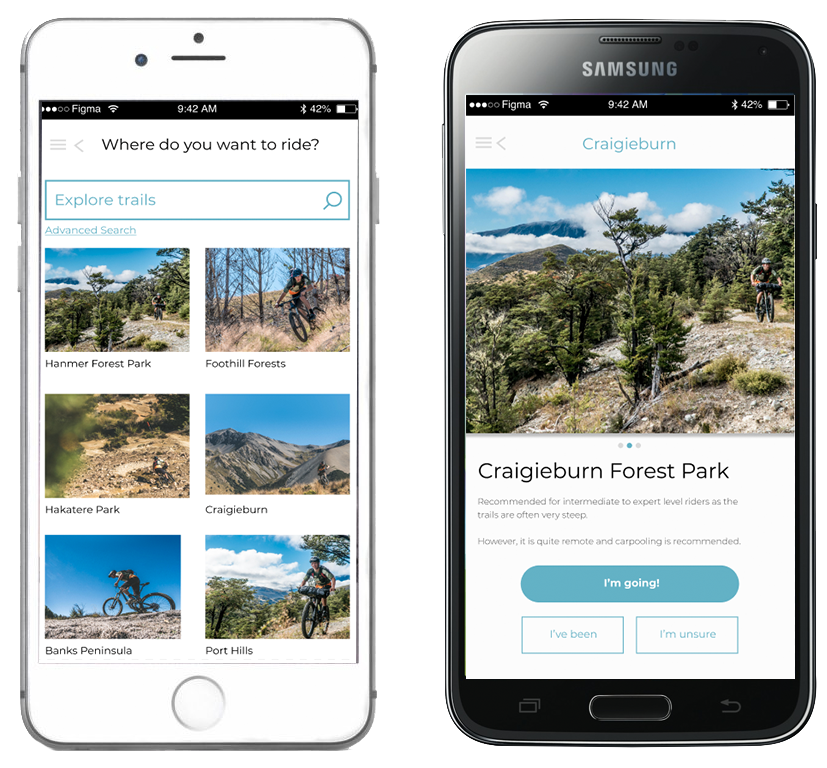 ●●●○○ Figma 9:42 AM 42%
Where do you want to ride?
Explore trails
Advanced Search
Hanmer Forest Park Foothill Forests
Hakatere Park Craigieburn
Banks Peninsula Port Hills
SAMSUNG
●●●○○ Figma 9:42 AM 42%
Craigieburn
Craigieburn Forest Park
Recommended for intermediate to expert level riders as the
trails are often very steep.
However, it is quite remote and carpooling is recommended.
I'm going!
I've been I'm unsure